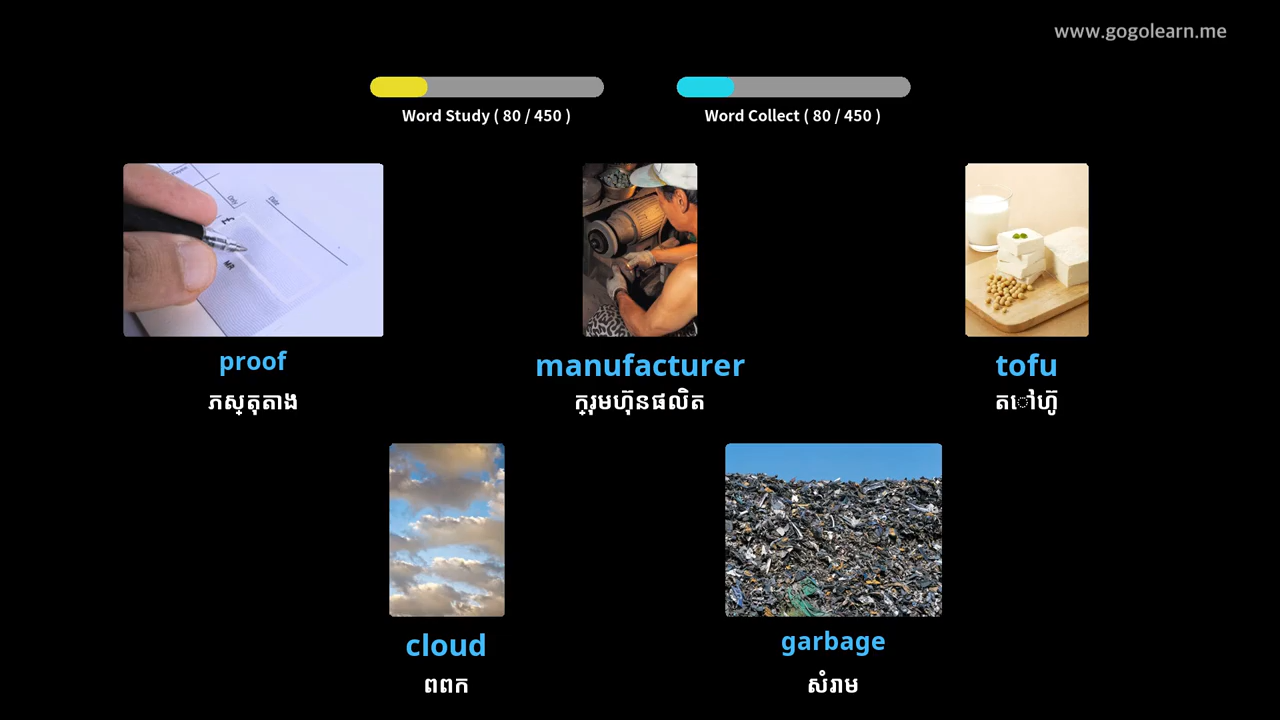 www.gogolearn.me
Word Study ( 80 / 450 )
Word Collect ( 80 / 450 )
proof
ភស្តុតាង
manufacturer
ក្រុមហ៊ុនផលិត
tofu
តៅហ៊ូ
cloud
ពពក
garbage
សំរាម